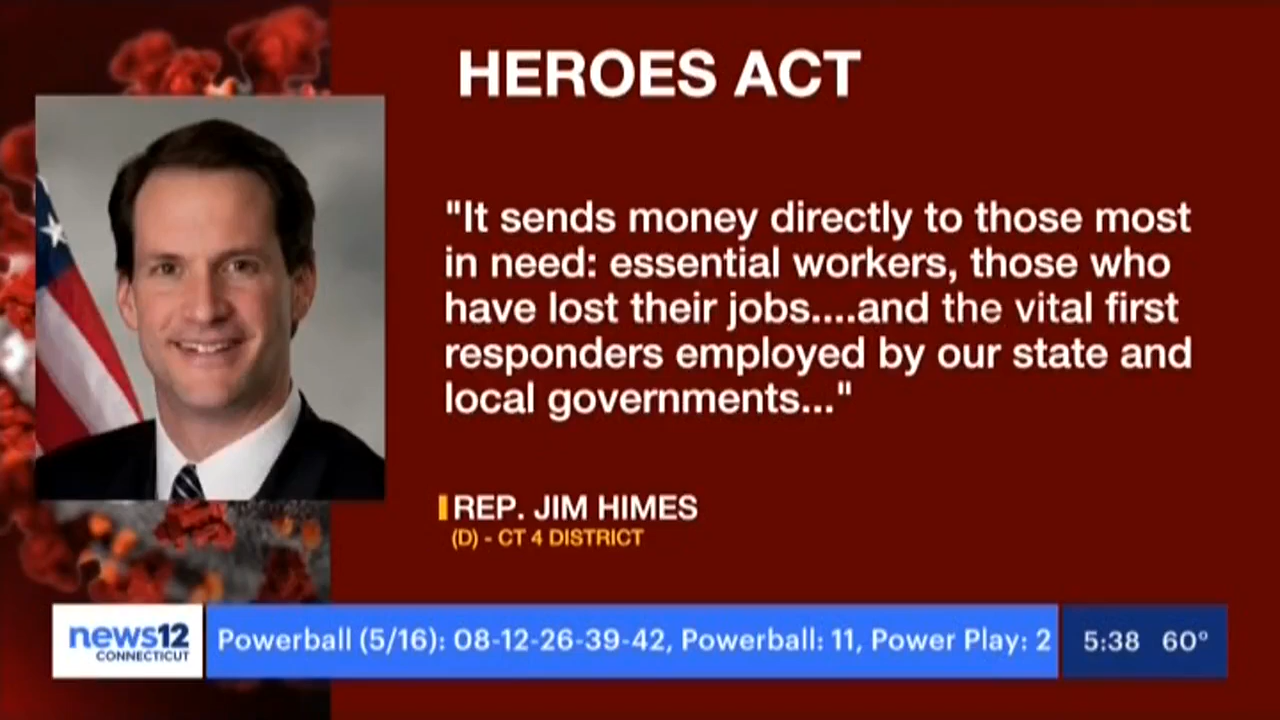 HEROES ACT
"It sends money directly to those most
in need: essential workers, those who
have lost their jobs....and the vital first
responders employed by our state and
local governments..."
REP. JIM HIMES
(D) - CT 4 DISTRICT
news12
CONNECTICUT
Powerball (5/16): 08-12-26-39-42, Powerball: 11, Power Play: 2
5:38 60°